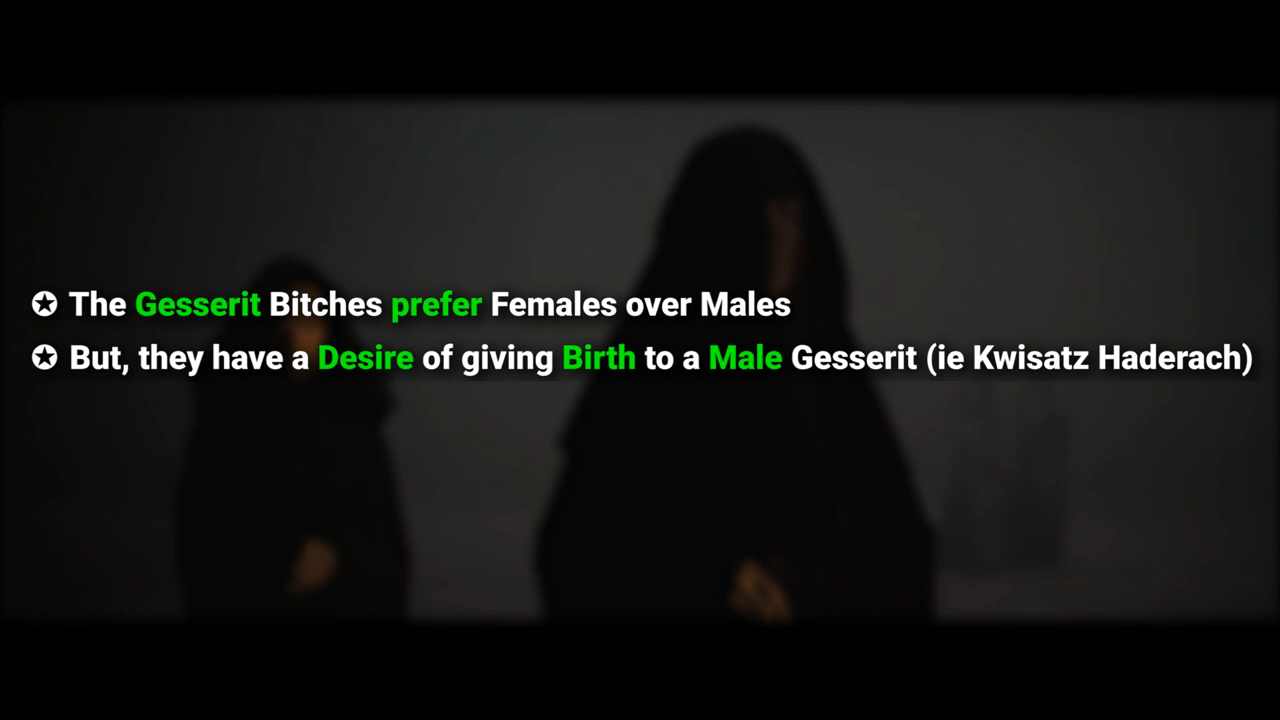 ✪ The Gesserit Bitches prefer Females over Males
✪ But, they have a Desire of giving Birth to a Male Gesserit (ie Kwisatz Haderach)